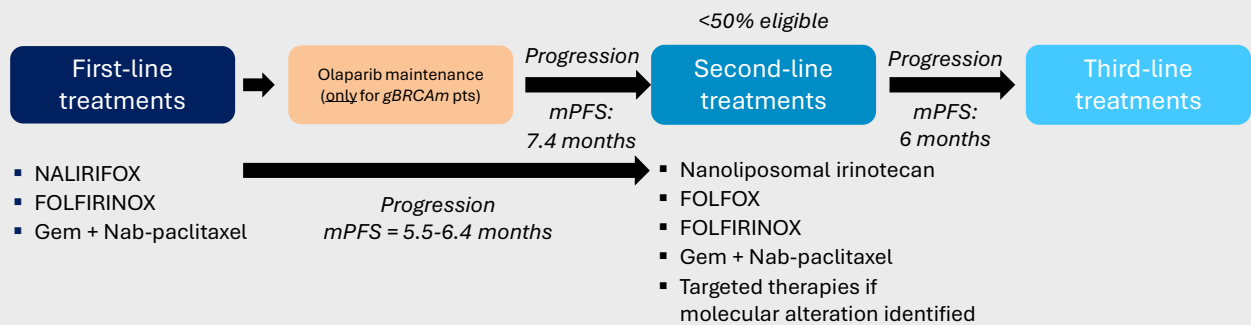 <50% eligible
First-line
treatments
Olaparib maintenance
(only for gBRCAm pts)
Progression
mPFS:
7.4 months
Second-line
treatments
Progression
mPFS:
6 months
Third-line
treatments
▪ NALIRIFOX
▪ FOLFIRINOX
▪ Gem + Nab-paclitaxel
Progression
mPFS = 5.5-6.4 months
▪ Nanoliposomal irinotecan
▪ FOLFOX
▪ FOLFIRINOX
▪ Gem + Nab-paclitaxel
▪ Targeted therapies if
molecular alteration identified